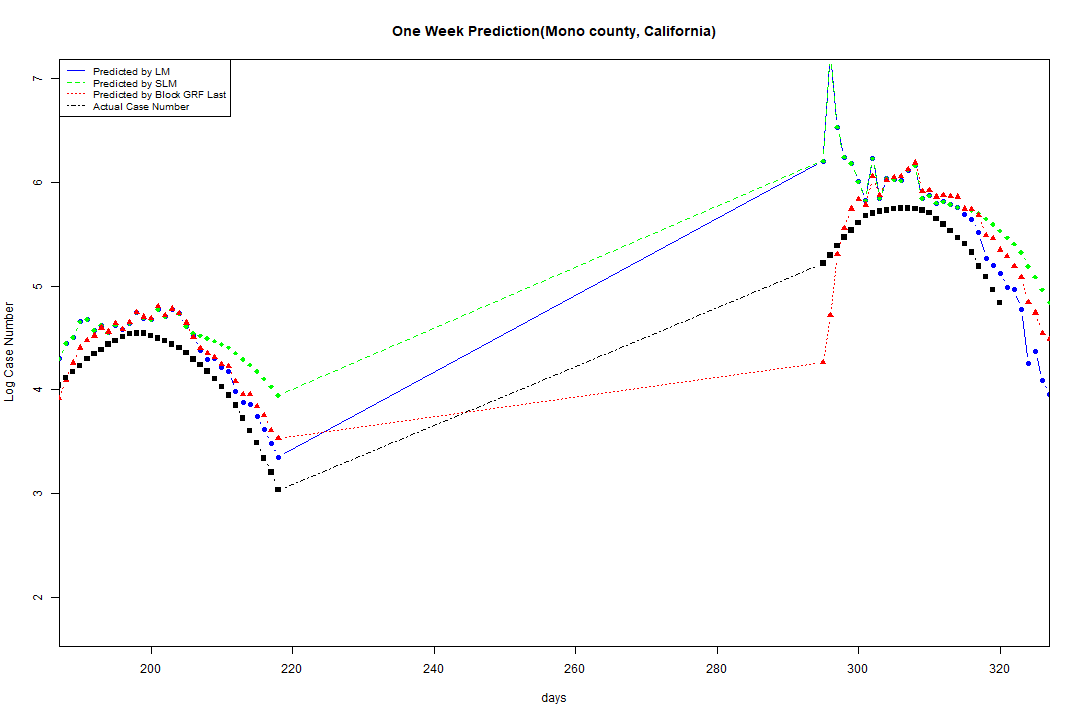 One Week Prediction(Mono county, California)
Predicted by LM
Predicted by SLM
Predicted by Block GRF Last
Actual Case Number
Log Case Number
7
6
5
4
3
2
200 220 240 260 280 300 320
days